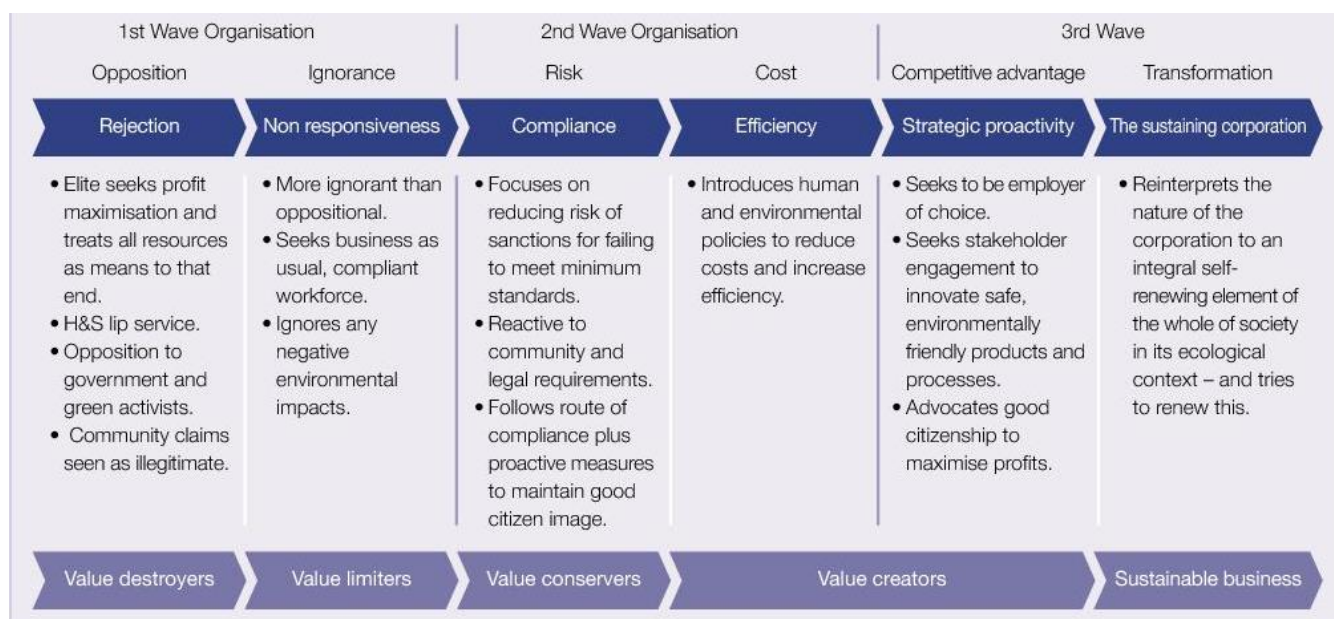 1st Wave Organisation
2nd Wave Organisation
3rd Wave
Opposition
Ignorance
Risk
Cost
Competitive advantage
Transformation
Rejection
Non responsiveness
Compliance
Efficiency
Strategic proactivity
The sustaining corporation
• Elite seeks profit
maximisation and
treats all resources
as means to that
end.
• H&S lip service.
• Opposition to
government and
green activists.
• Community claims
seen as illegitimate.
• More ignorant than
oppositional.
• Seeks business as
usual, compliant
workforce.
• Ignores any
negative
environmental
impacts.
• Focuses on
reducing risk of
sanctions for failing
to meet minimum
standards.
• Reactive to
community and
legal requirements.
• Follows route of
compliance plus
proactive measures
to maintain good
citizen image.
• Introduces human
and environmental
policies to reduce
costs and increase
efficiency.
• Seeks to be employer
of choice.
• Seeks stakeholder
engagement to
innovate safe,
environmentally
friendly products and
processes.
• Advocates good
citizenship to
maximise profits.
• Reinterprets the
nature of the
corporation to an
integral self-
renewing element of
the whole of society
in its ecological
context – and tries
to renew this.
Value destroyers
Value limiters
Value conservers
Value creators
Sustainable business